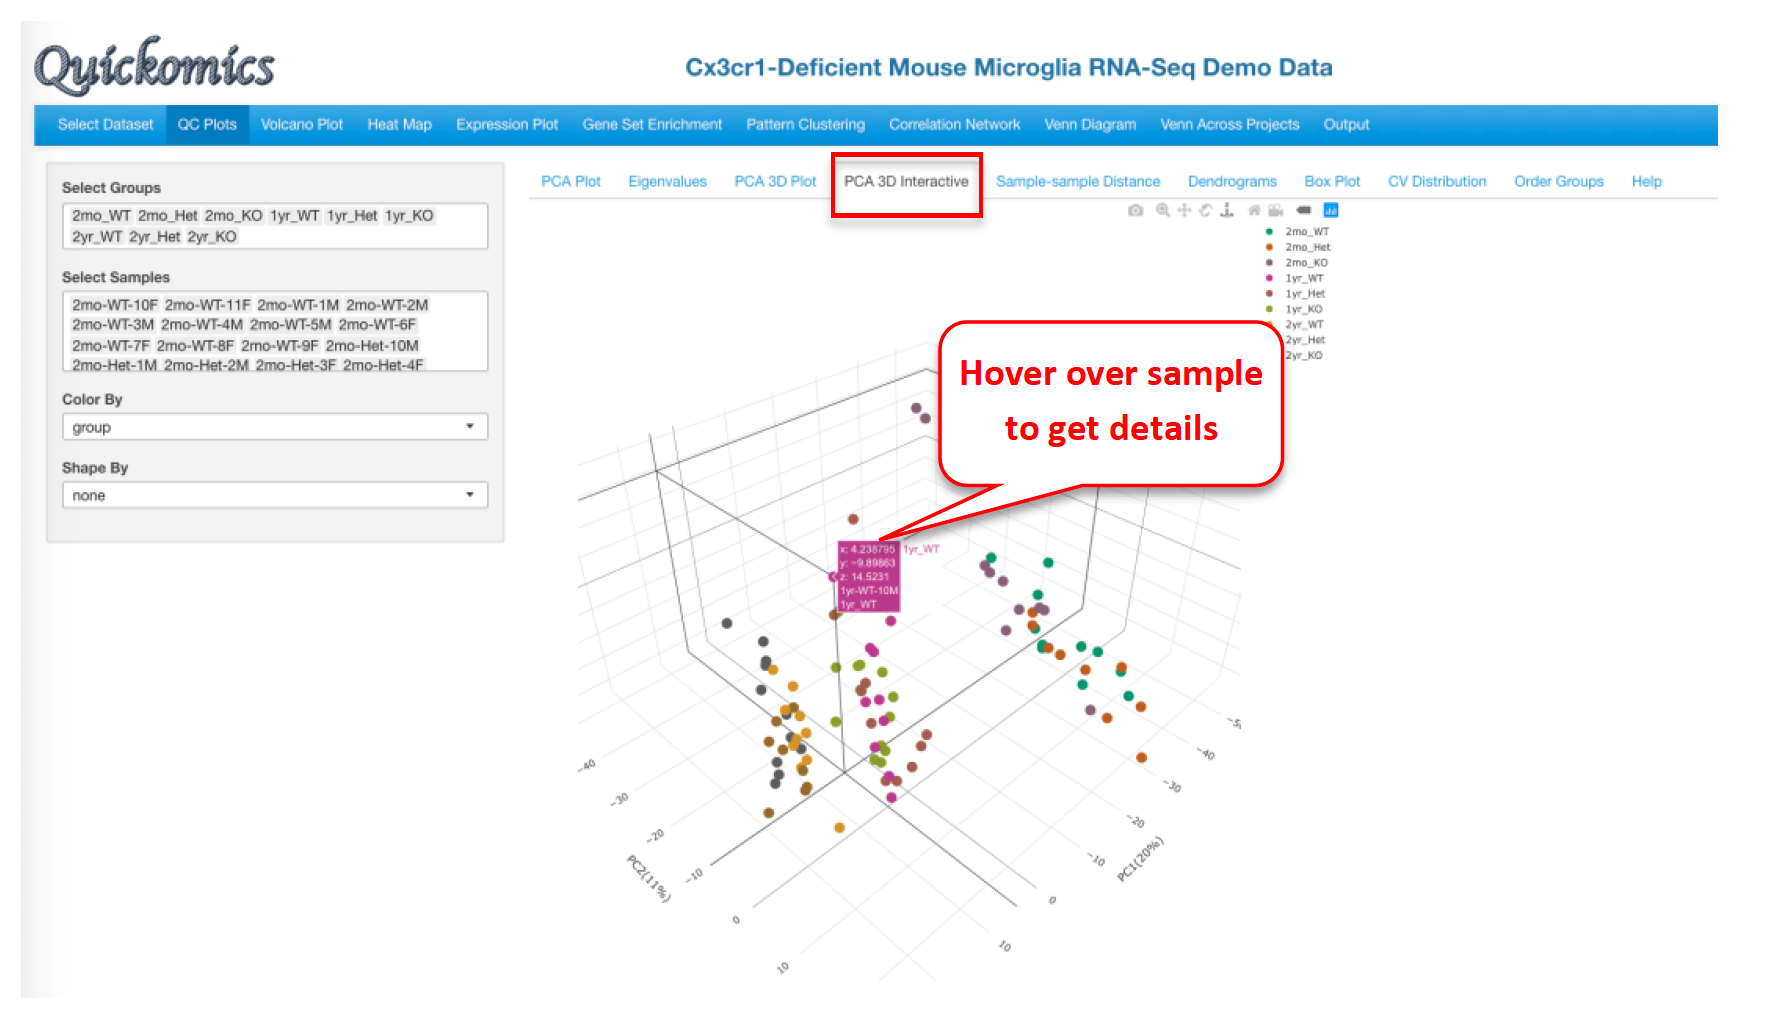 Quickomics
Cx3cr1-Deficient Mouse Microglia RNA-Seq Demo Data
Select Dataset QC Plots Volcano Plot Heat Map Expression Plot Gene Set Enrichment Pattern Clustering Correlation Network Venn Diagram Venn Across Projects Output
PCA Plot Eigenvalues PCA 3D Plot PCA 3D Interactive Sample-sample Distance Dendrograms Box Plot CV Distribution Order Groups Help
Select Groups
2mo_WT 2mo_Het 2mo_KO 1yr_WT 1yr_Het 1yr_KO
2yr_WT 2yr_Het 2yr_KO
Select Samples
2mo-WT-10F 2mo-WT-11F 2mo-WT-1M 2mo-WT-2M
2mo-WT-3M 2mo-WT-4M 2mo-WT-5M 2mo-WT-6F
2mo-WT-7F 2mo-WT-8F 2mo-WT-9F 2mo-Het-10M
2mo-Het-1M 2mo-Het-2M 2mo-Het-3F 2mo-Het-4F
Color By
group
Shape By
none
2mo_WT
2mo_Het
2mo_KO
1yr_WT
1yr_Het
1yr_KO
2yr_WT
2yr_Het
2yr_KO
Hover over sample
to get details
x: 4.238795 1yr_WT
y: −9.89863
z: 14.5231
1yr-WT-10M
1yr_WT
−40
−30
−20
−10
0
10
PC2(11%)
−40
−30
−20
−10
0
10
PC1(20%)